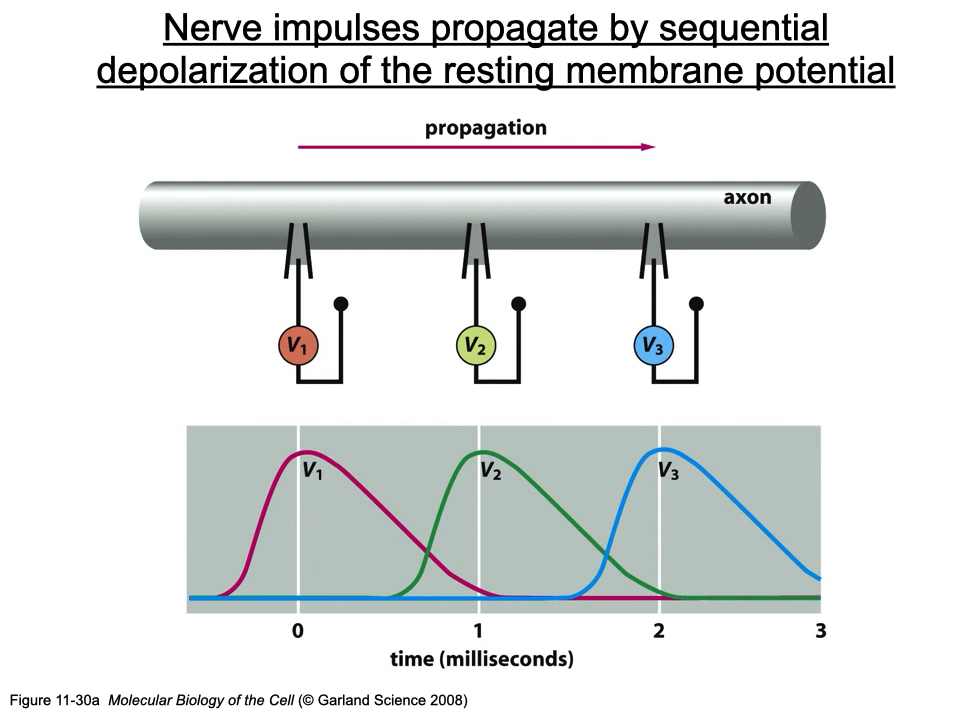 Nerve impulses propagate by sequential
depolarization of the resting membrane potential
propagation
axon
V1 V2 V3
V1 V2 V3
0 1 2 3
time (milliseconds)
Figure 11-30a Molecular Biology of the Cell (© Garland Science 2008)